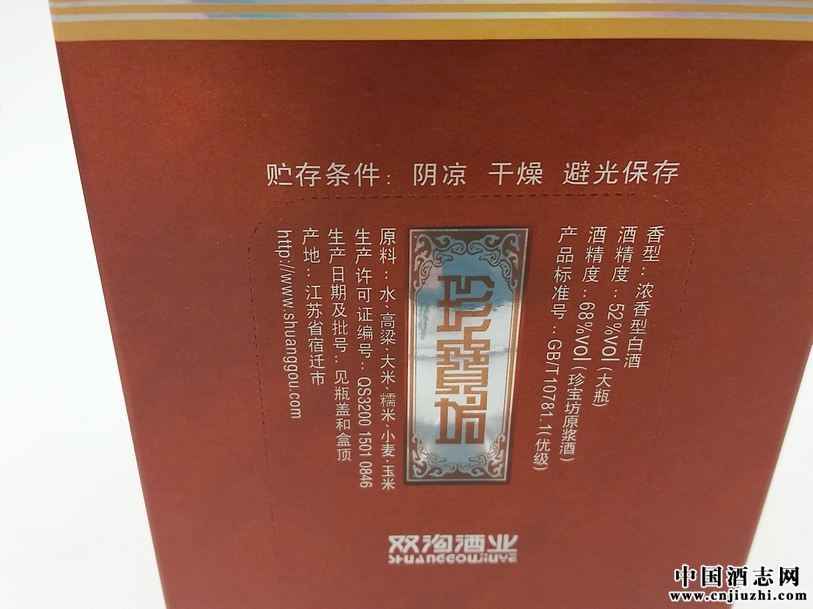 贮存条件：阴凉 干燥 避光保存
香型：浓香型白酒
酒精度：52%vol(大瓶)
酒精度：68%vol(珍宝坊原浆酒)
产品标准号：GB/T10781.1(优级)
珍寶坊
原料：水、高粱、大米、糯米、小麦、玉米
生产许可证编号：QS3200 1501 0846
生产日期及批号：见瓶盖和盒顶
产地：江苏省宿迁市
http://www.shuanggou.com
双沟酒业
SHUANGGOUJIUYE
中国酒志网
www.cnjiuzhi.com